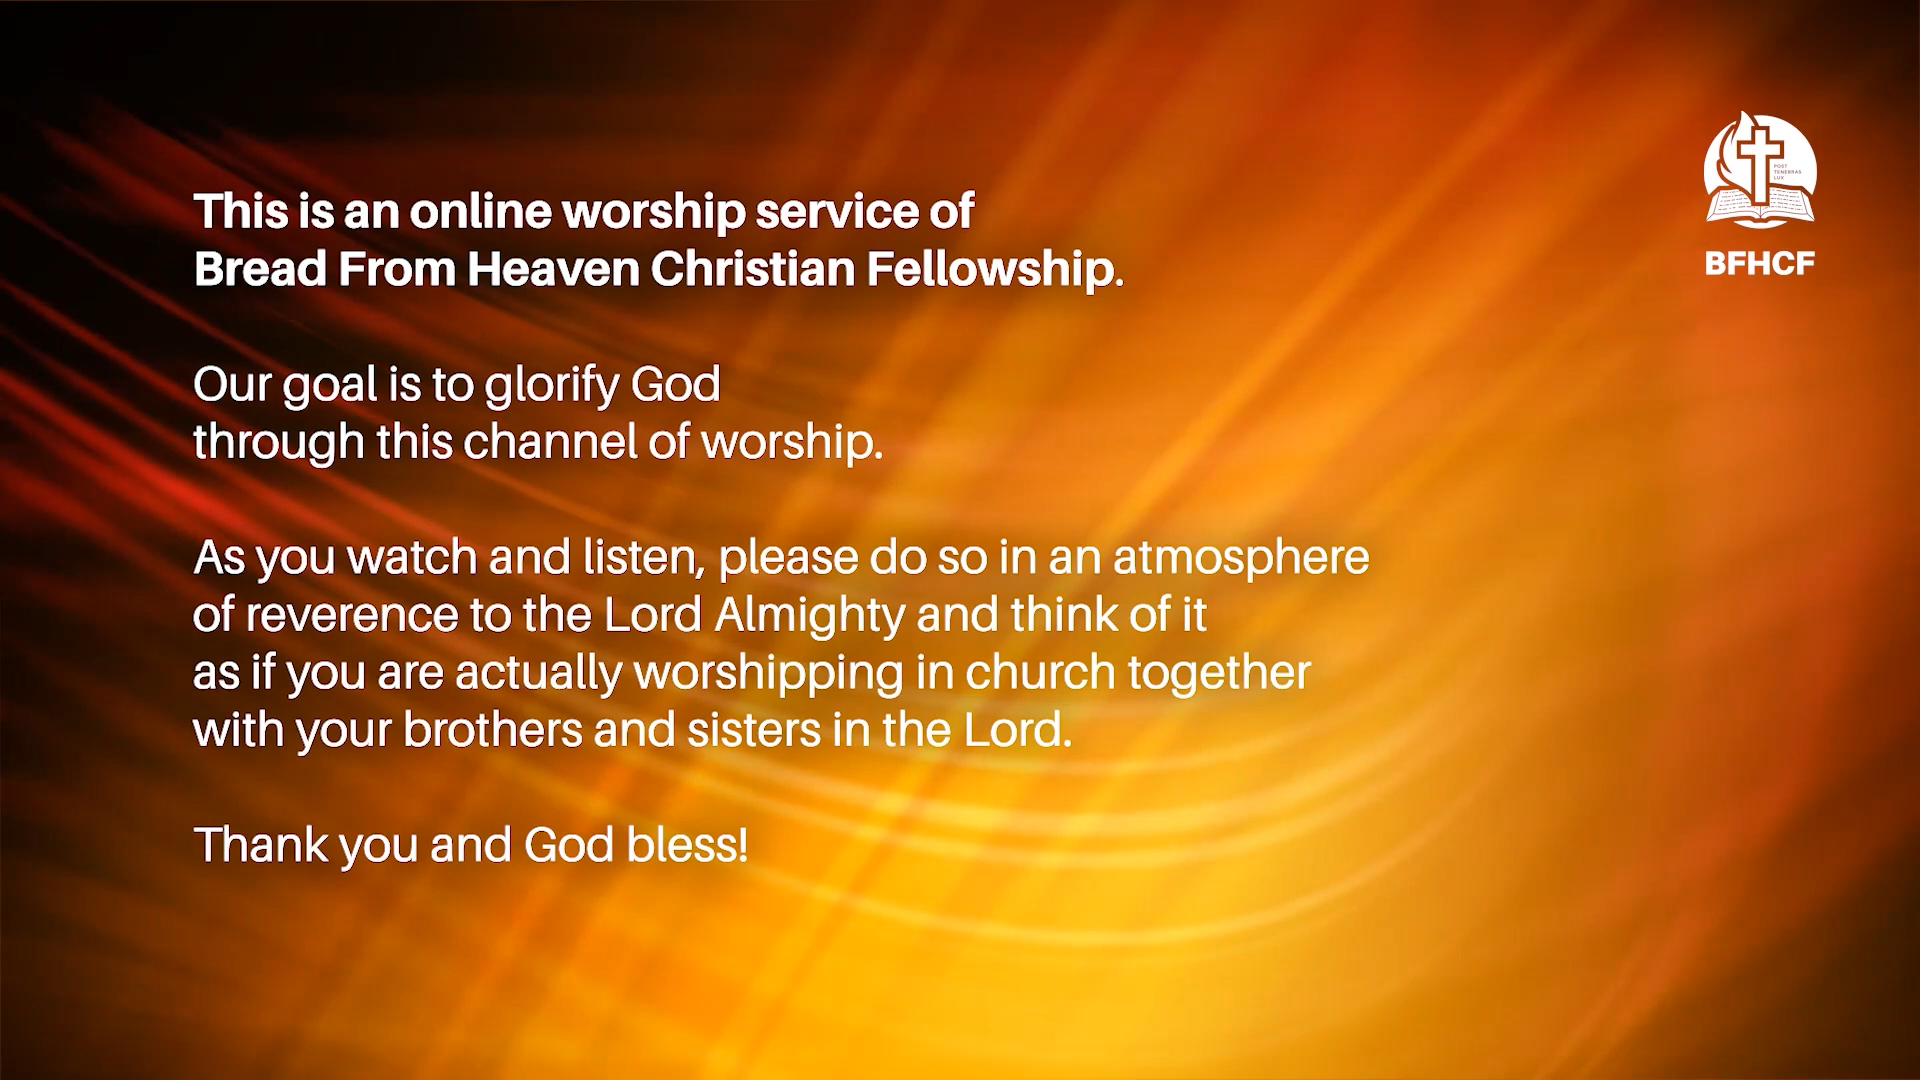 This is an online worship service of
Bread From Heaven Christian Fellowship.
Our goal is to glorify God
through this channel of worship.
As you watch and listen, please do so in an atmosphere
of reverence to the Lord Almighty and think of it
as if you are actually worshipping in church together
with your brothers and sisters in the Lord.
Thank you and God bless!
POST
TENEBRAS
LUX
BFHCF